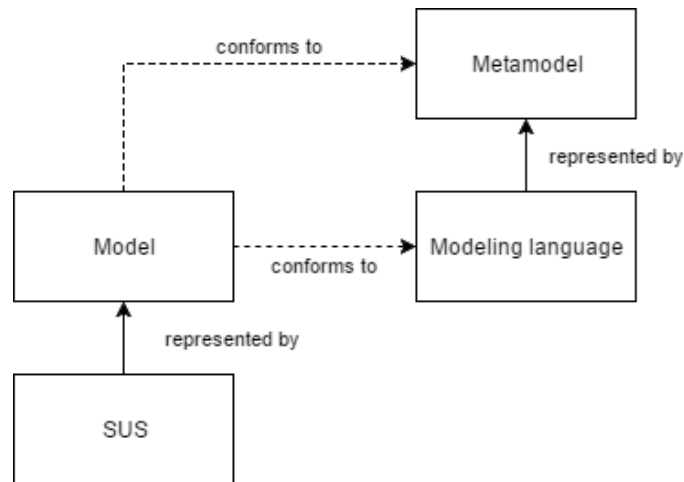 conforms to
Metamodel
represented by
Model
conforms to
Modeling language
represented by
SUS